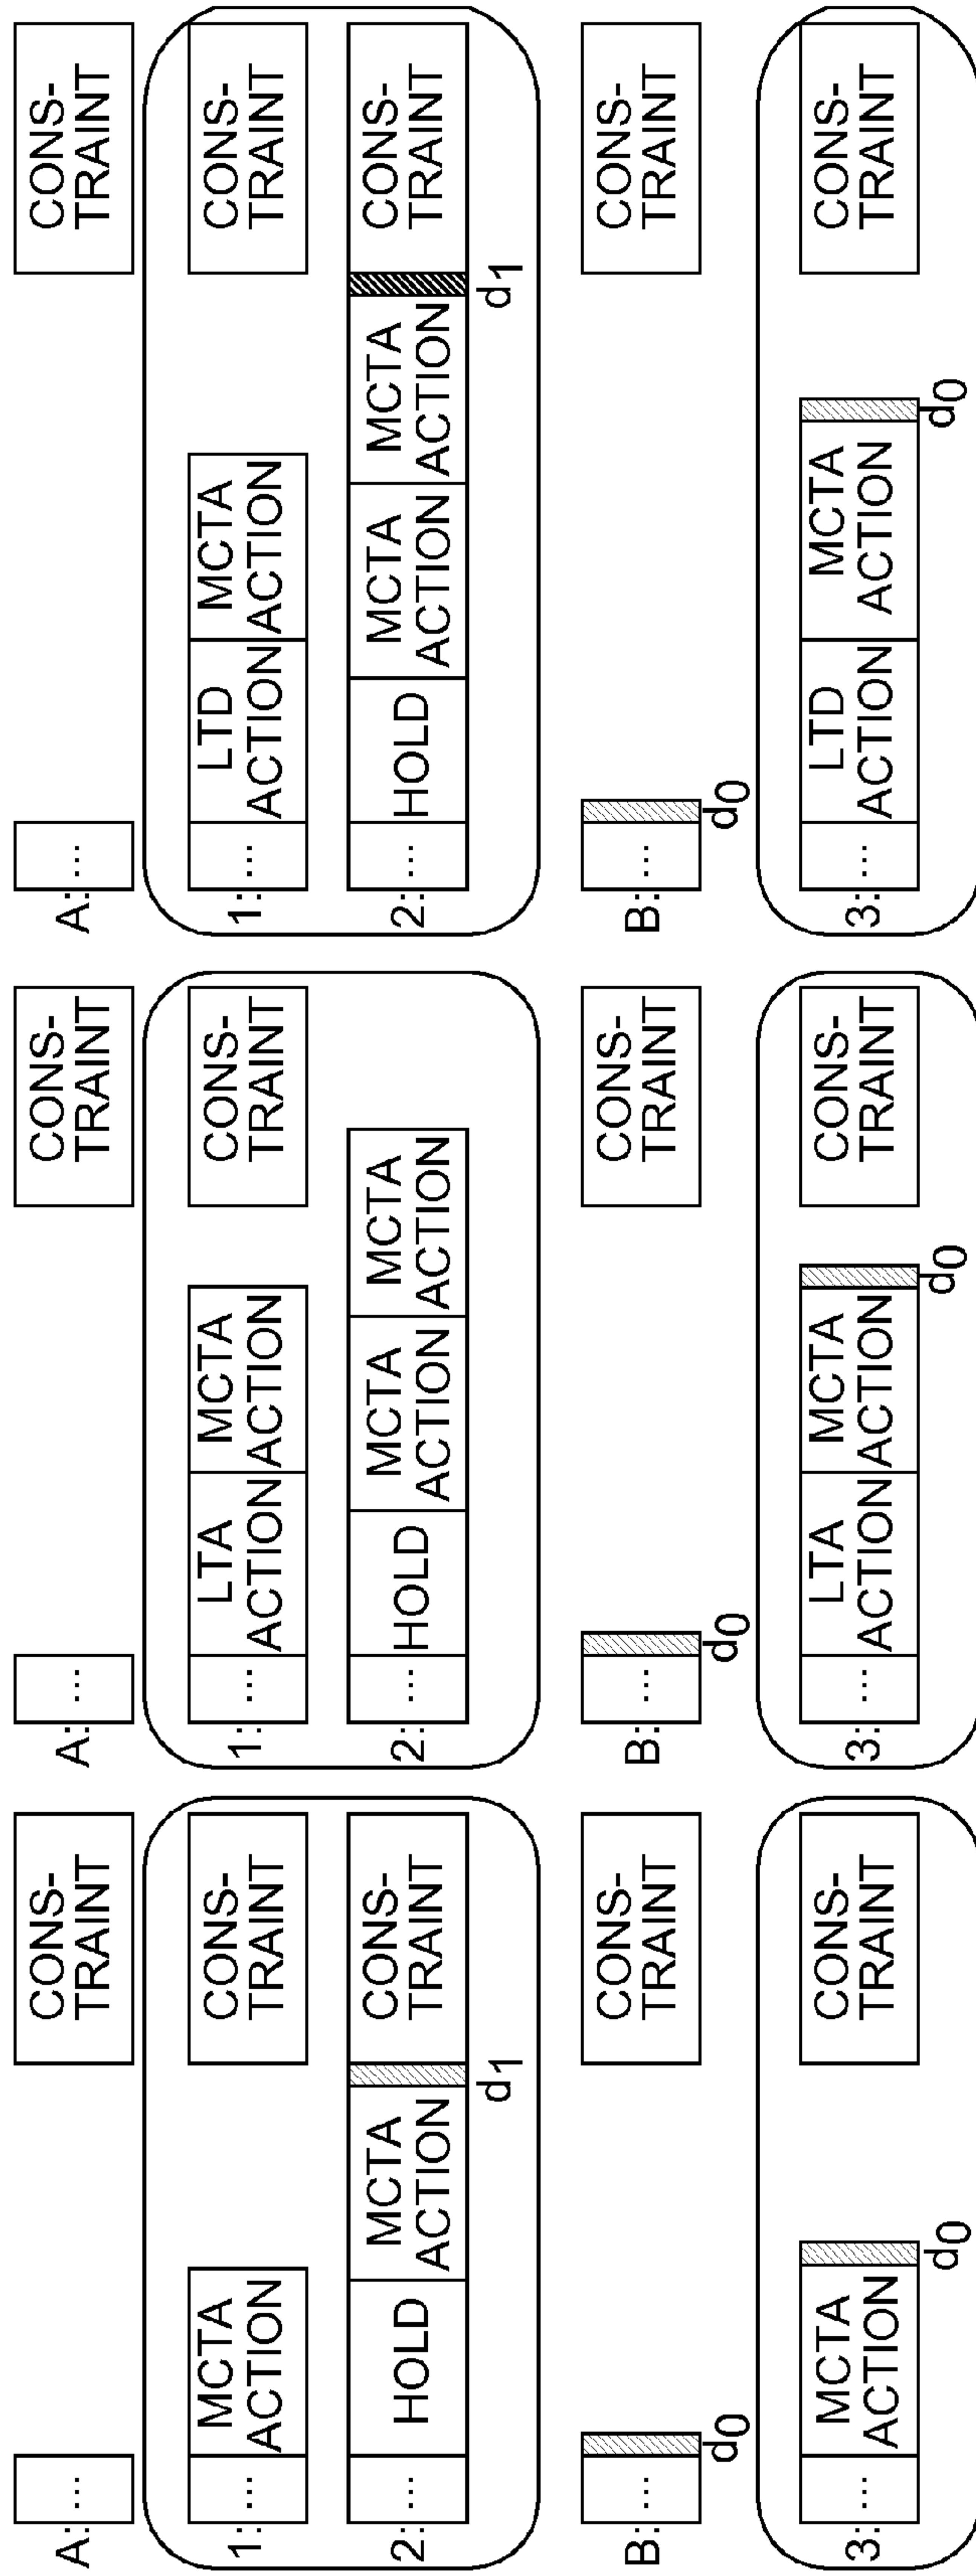 A: ...
CONS-
TRAINT
1: ...
MCTA
ACTION
CONS-
TRAINT
2: ...
HOLD
MCTA
ACTION
CONS-
TRAINT
d1
B: ...
CONS-
TRAINT
d0
3: ...
MCTA
ACTION
CONS-
TRAINT
d0
A: ...
CONS-
TRAINT
1: ...
LTA
ACTION
MCTA
ACTION
CONS-
TRAINT
2: ...
HOLD
MCTA
ACTION
MCTA
ACTION
B: ...
CONS-
TRAINT
d0
3: ...
LTA
ACTION
MCTA
ACTION
CONS-
TRAINT
d0
A: ...
CONS-
TRAINT
1: ...
LTD
ACTION
MCTA
ACTION
CONS-
TRAINT
2: ...
HOLD
MCTA
ACTION
MCTA
ACTION
CONS-
TRAINT
d1
B: ...
CONS-
TRAINT
d0
3: ...
LTD
ACTION
MCTA
ACTION
CONS-
TRAINT
d0